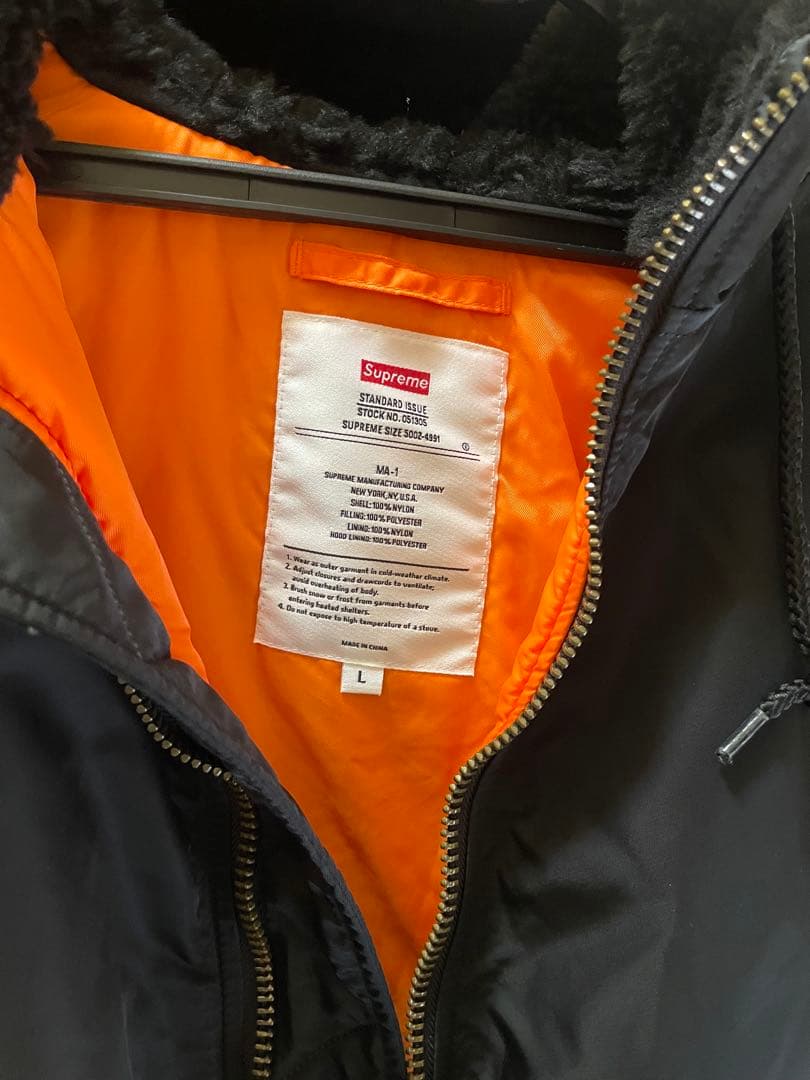 Supreme
STANDARD ISSUE
STOCK NO. 051305
SUPREME SIZE 5002-4991
®
MA-1
SUPREME MANUFACTURING COMPANY
NEW YORK, NY, U.S.A.
SHELL: 100% NYLON
FILLING: 100% POLYESTER
LINING: 100% NYLON
HOOD LINING: 100% POLYESTER
1. Wear as outer garment in cold-weather climate.
2. Adjust closures and drawcords to ventilate;
avoid overheating of body.
3. Brush snow or frost from garments before
entering heated shelters.
4. Do not expose to high temperature of a stove.
MADE IN CHINA
L